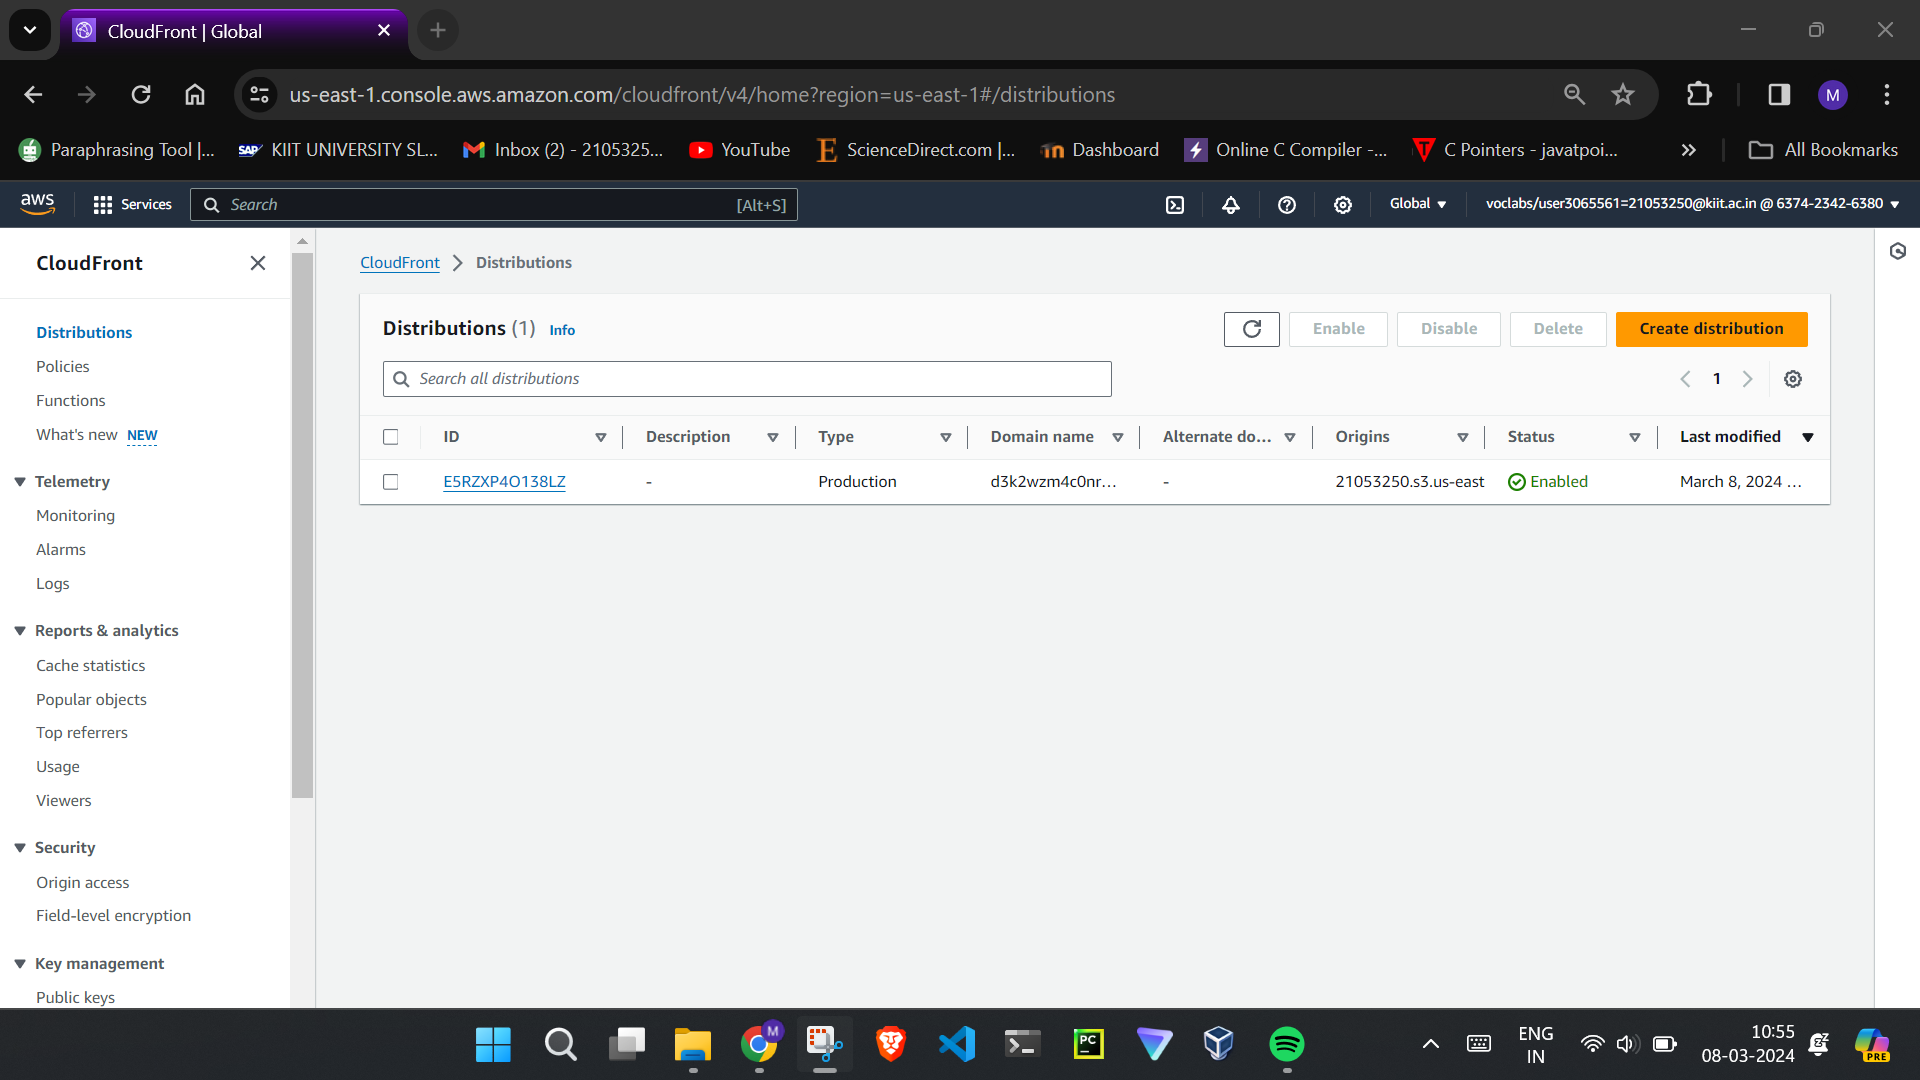 CloudFront | Global
us-east-1.console.aws.amazon.com/cloudfront/v4/home?region=us-east-1#/distributions
M
Paraphrasing Tool |...
SAP
KIIT UNIVERSITY SL...
Inbox (2) - 2105325...
YouTube
ScienceDirect.com |...
Dashboard
Online C Compiler -...
C Pointers - javatpoi...
All Bookmarks
aws
Services
Search
[Alt+S]
Global
voclabs/user3065561=21053250@kiit.ac.in @ 6374-2342-6380
CloudFront
Distributions
Policies
Functions
What's new NEW
Telemetry
Monitoring
Alarms
Logs
Reports & analytics
Cache statistics
Popular objects
Top referrers
Usage
Viewers
Security
Origin access
Field-level encryption
Key management
Public keys
CloudFront > Distributions
Distributions (1) Info
Enable
Disable
Delete
Create distribution
Search all distributions
1
ID Description Type Domain name Alternate do... Origins Status Last modified
E5RZXP4O138LZ - Production d3k2wzm4c0nr... - 21053250.s3.us-east Enabled March 8, 2024 ...
M
PC
ENG
IN
10:55
08-03-2024
PRE